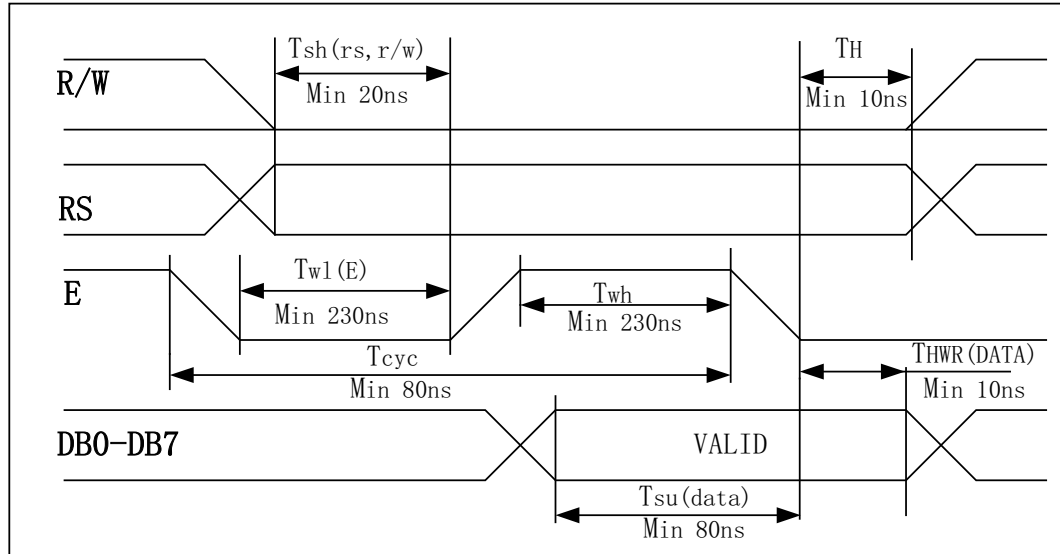 Tsh(rs,r/w)
TH
R/W
Min 20ns
Min 10ns
RS
Twl(E)
Twh
E
Min 230ns
Min 230ns
Tcyc
THWR(DATA)
Min 80ns
Min 10ns
DB0-DB7
VALID
Tsu(data)
Min 80ns